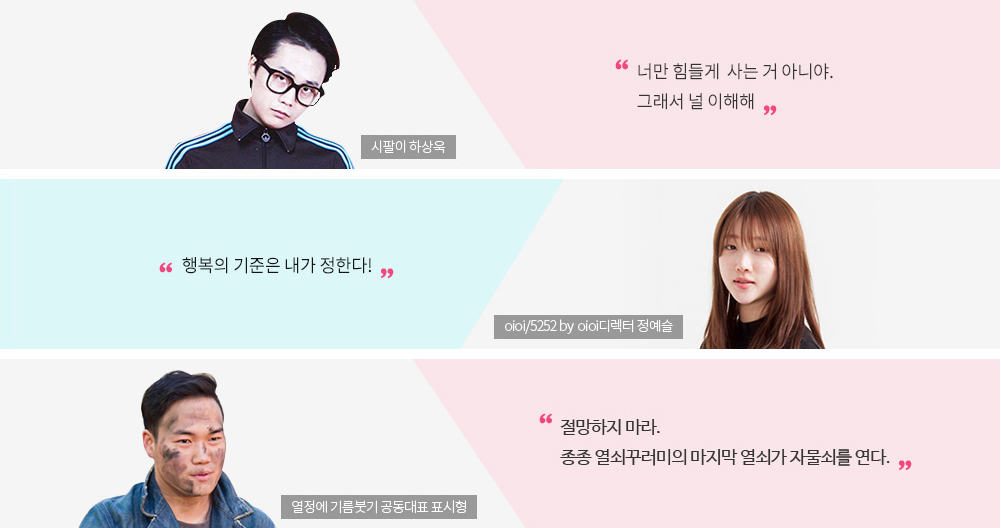 “ 너만 힘들게 사는 거 아니야.
그래서 널 이해해 ”
시팔이 하상욱
“ 행복의 기준은 내가 정한다! ”
oioi/5252 by oioi디렉터 정예슬
“ 절망하지 마라.
종종 열쇠꾸러미의 마지막 열쇠가 자물쇠를 연다. ”
열정에 기름붓기 공동대표 표시형